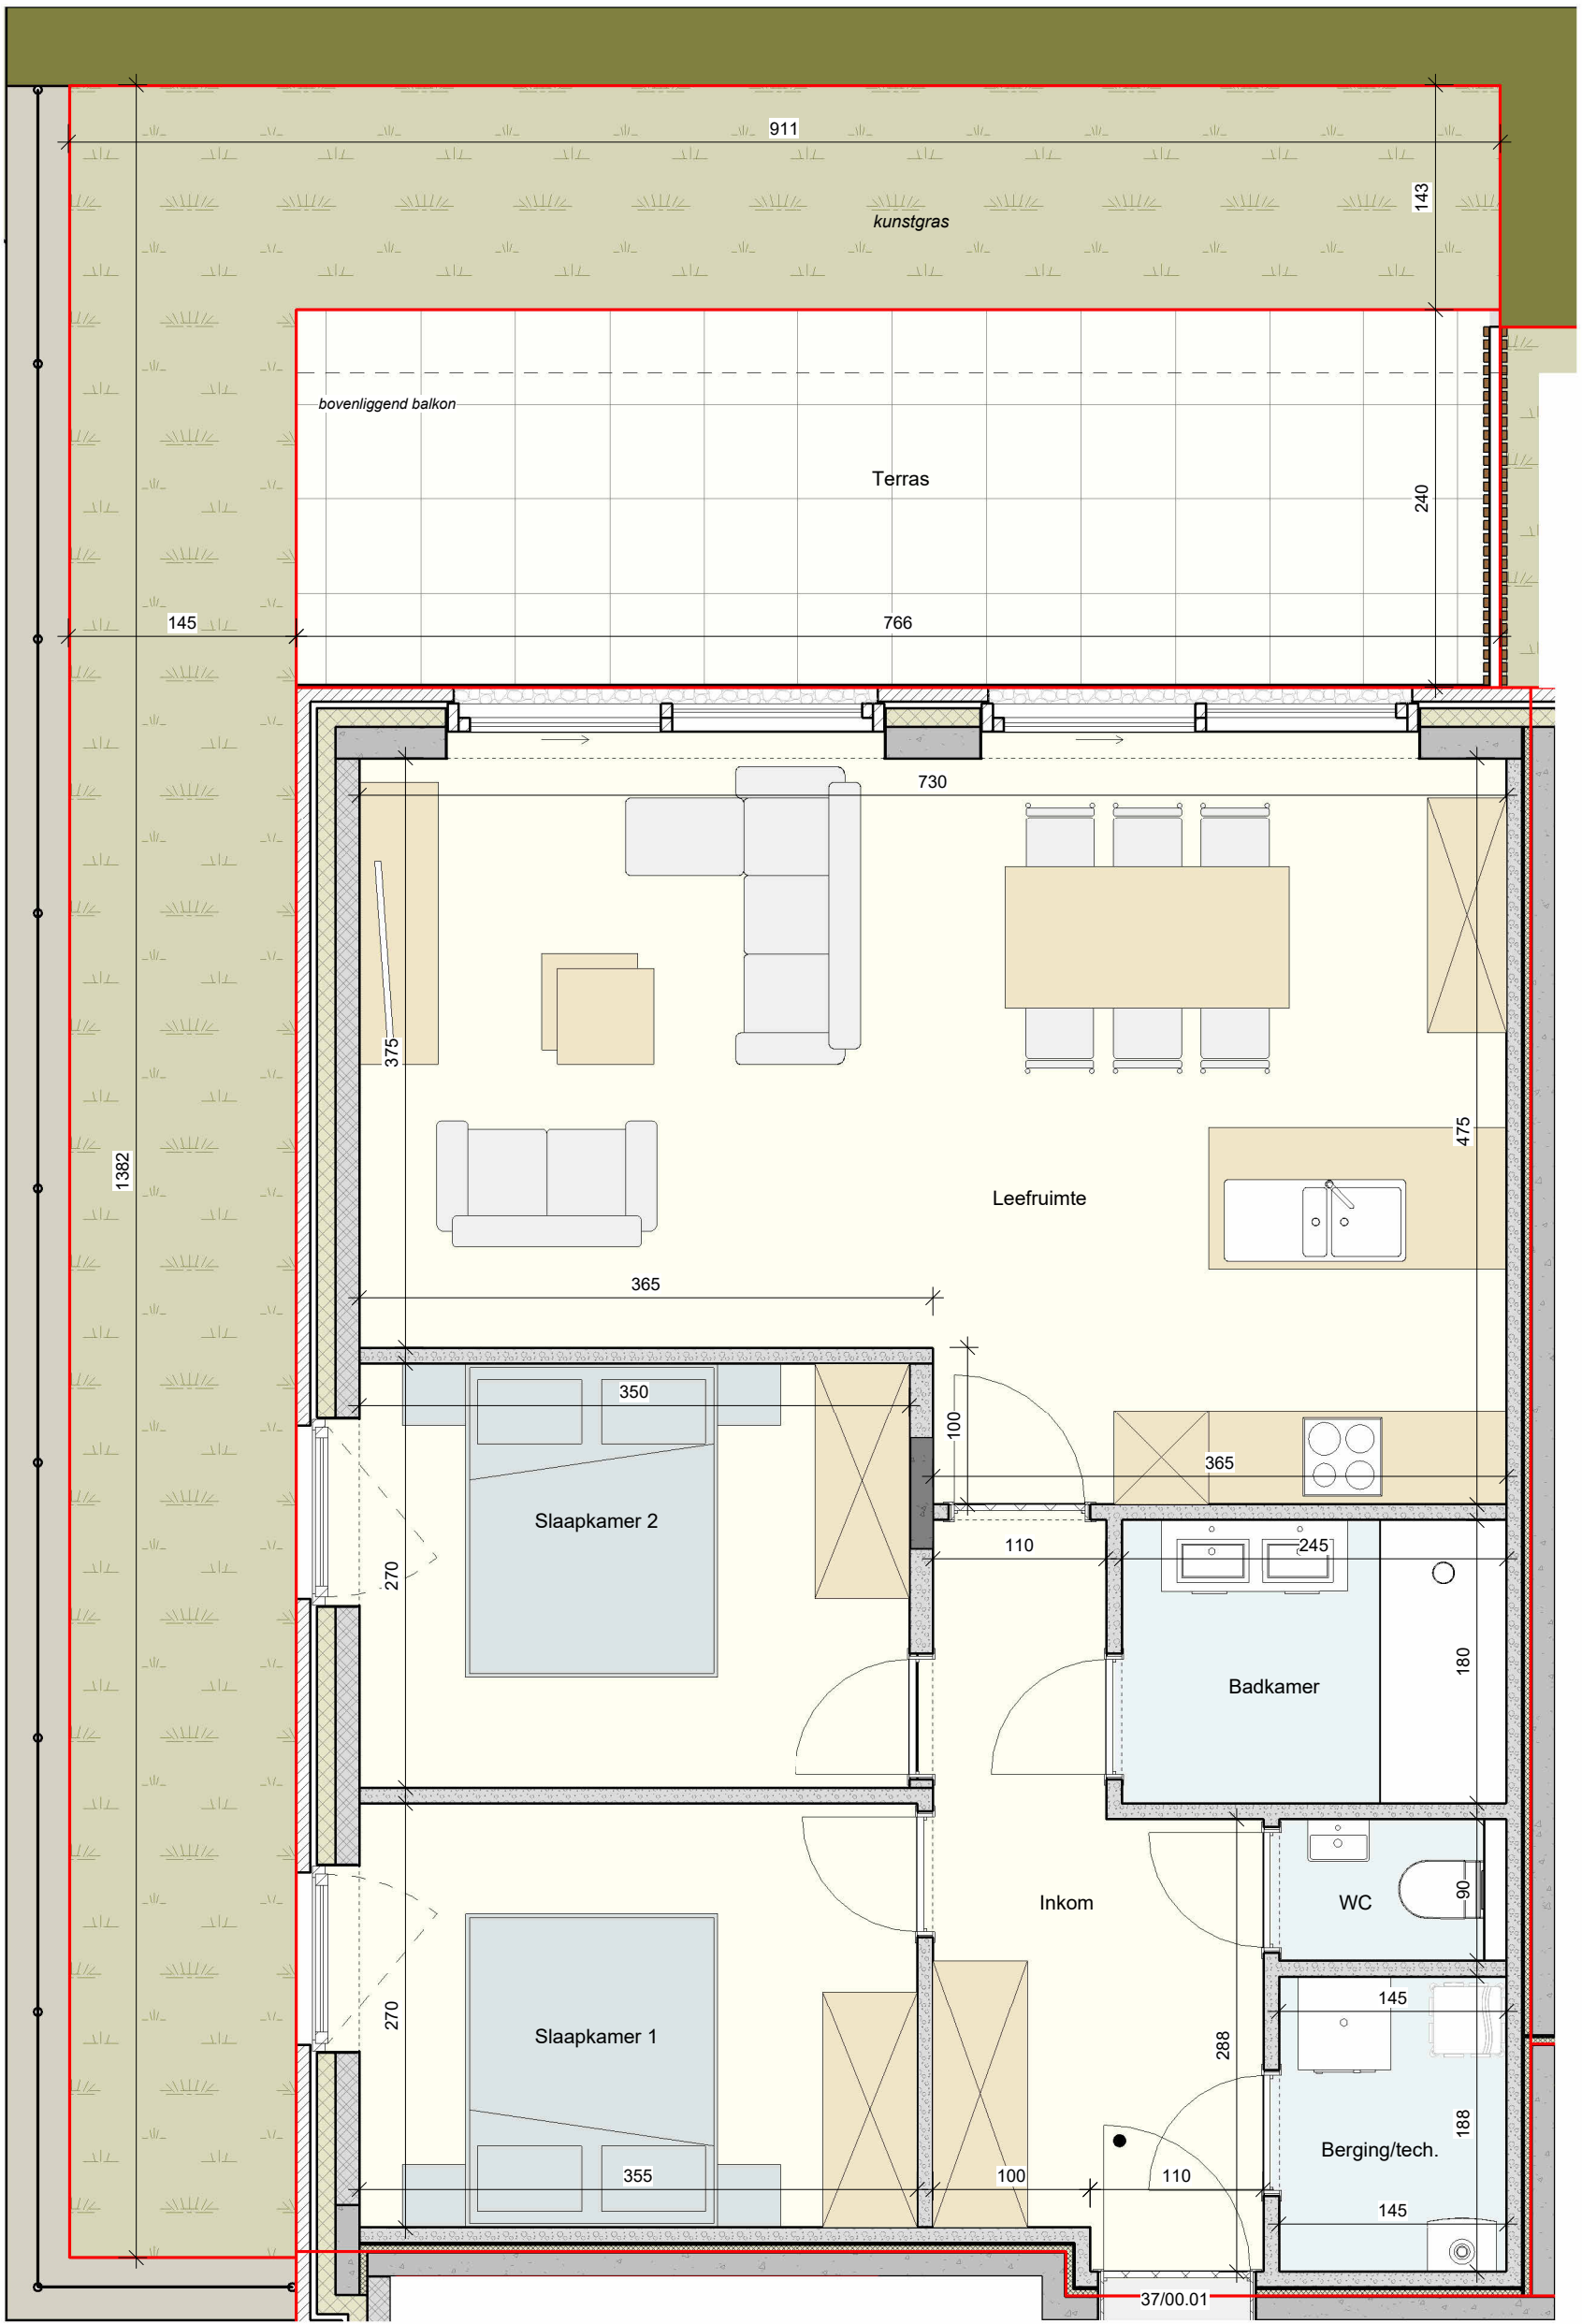 911
143
kunstgras
bovenliggend balkon
Terras
240
145
766
730
375
475
1382
Leefruimte
365
350
100
365
Slaapkamer 2
110
245
270
180
Badkamer
Inkom
WC
90
145
270
Slaapkamer 1
288
188
Berging/tech.
355
100
110
145
37/00.01